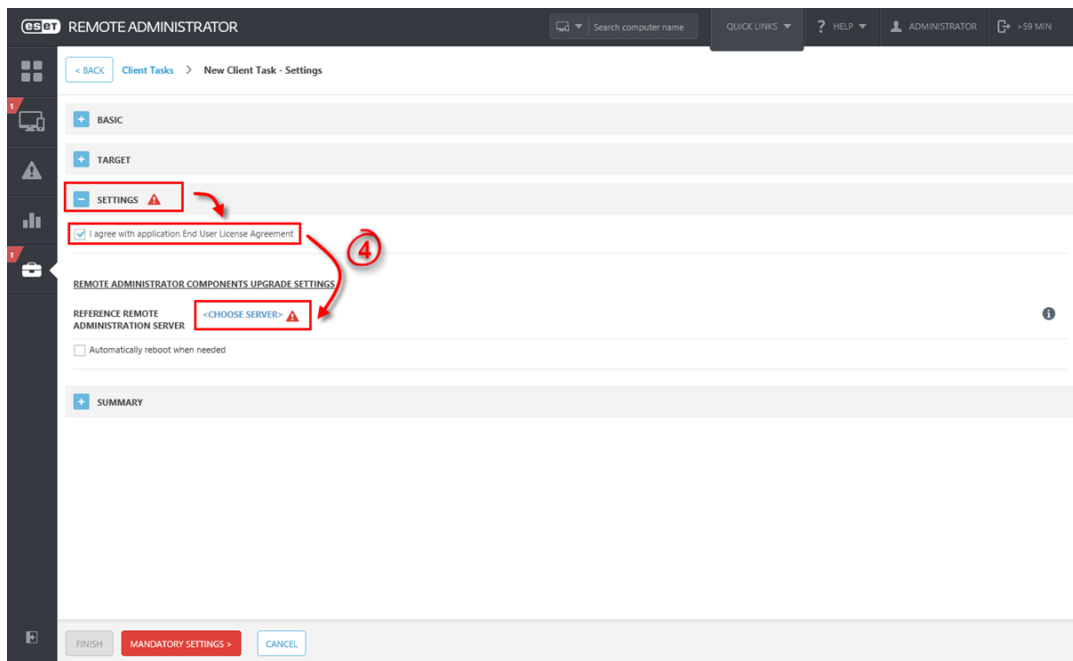 eseT REMOTE ADMINISTRATOR Search computer name QUICK LINKS ? HELP ADMINISTRATOR >59 MIN
< BACK Client Tasks > New Client Task - Settings
1
+ BASIC
+ TARGET
- SETTINGS
I agree with application End User License Agreement
4
1
REMOTE ADMINISTRATOR COMPONENTS UPGRADE SETTINGS
REFERENCE REMOTE
ADMINISTRATION SERVER
<CHOOSE SERVER>
Automatically reboot when needed
+ SUMMARY
FINISH MANDATORY SETTINGS > CANCEL